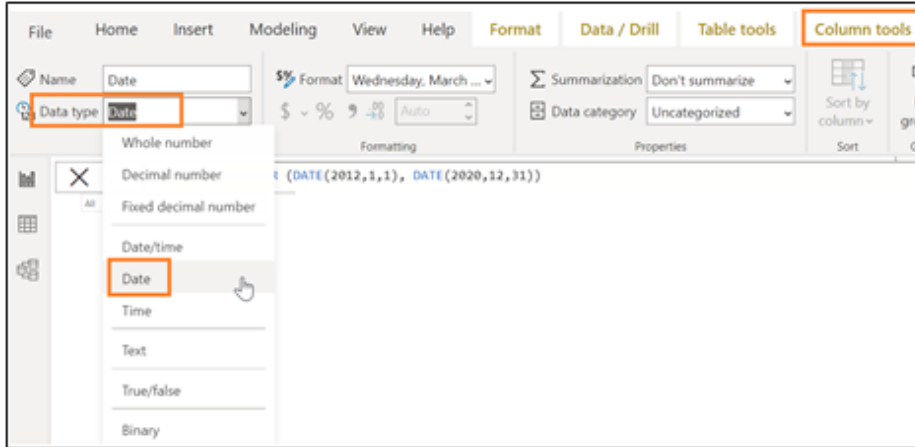 File Home Insert Modeling View Help Format Data / Drill Table tools Column tools
Name Date
Data type Date
$% Format Wednesday, March ...
$ % 9 .00 Auto
Formatting
Σ Summarization Don't summarize
Data category Uncategorized
Properties
Sort by
column
Sort
Whole number
Decimal number
Fixed decimal number
Date/time
Date
Time
Text
True/false
Binary
(DATE(2012,1,1), DATE(2020,12,31))